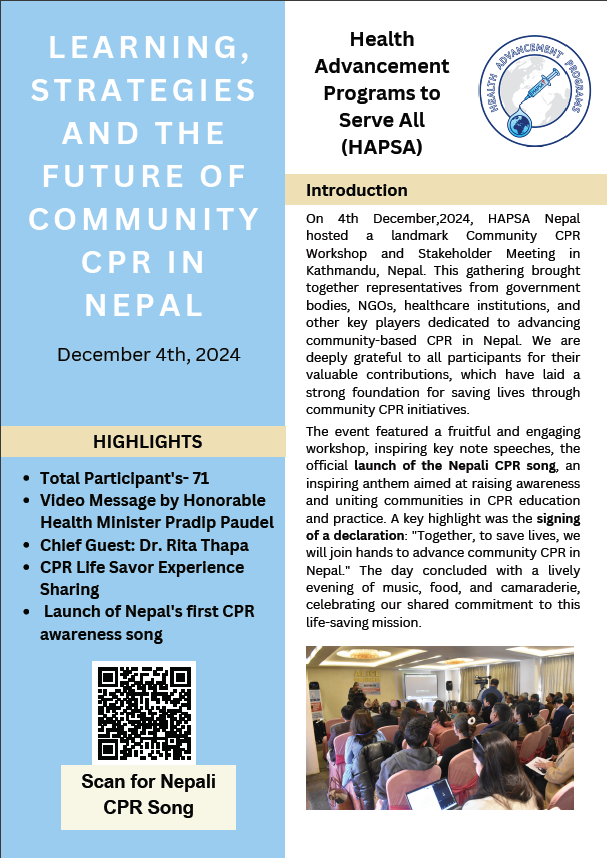 LEARNING,
STRATEGIES
AND THE
FUTURE OF
COMMUNITY
CPR IN
NEPAL
December 4th, 2024
HIGHLIGHTS
• Total Participant's- 71
• Video Message by Honorable
Health Minister Pradip Paudel
• Chief Guest: Dr. Rita Thapa
• CPR Life Savor Experience
Sharing
• Launch of Nepal's first CPR
awareness song
Scan for Nepali
CPR Song
Health
Advancement
Programs to
Serve All
(HAPSA)
HEALTH ADVANCEMENT PROGRAMS
Introduction
On 4th December,2024, HAPSA Nepal
hosted a landmark Community CPR
Workshop and Stakeholder Meeting in
Kathmandu, Nepal. This gathering brought
together representatives from government
bodies, NGOs, healthcare institutions, and
other key players dedicated to advancing
community-based CPR in Nepal. We are
deeply grateful to all participants for their
valuable contributions, which have laid a
strong foundation for saving lives through
community CPR initiatives.
The event featured a fruitful and engaging
workshop, inspiring key note speeches, the
official launch of the Nepali CPR song, an
inspiring anthem aimed at raising awareness
and uniting communities in CPR education
and practice. A key highlight was the signing
of a declaration: "Together, to save lives, we
will join hands to advance community CPR in
Nepal." The day concluded with a lively
evening of music, food, and camaraderie,
celebrating our shared commitment to this
life-saving mission.